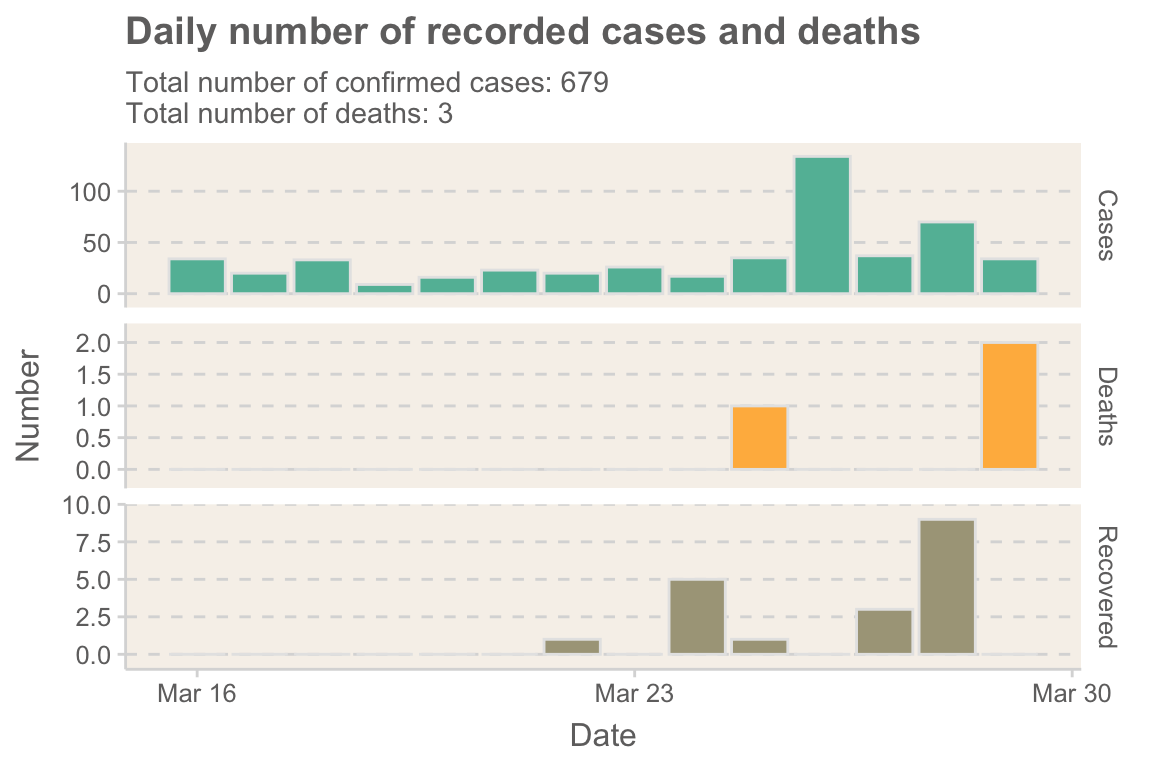 Daily number of recorded cases and deaths
Total number of confirmed cases: 679
Total number of deaths: 3
100
50
0
Cases
2.0
1.5
1.0
0.5
0.0
Deaths
Number
10.0
7.5
5.0
2.5
0.0
Recovered
Mar 16 Mar 23 Mar 30
Date